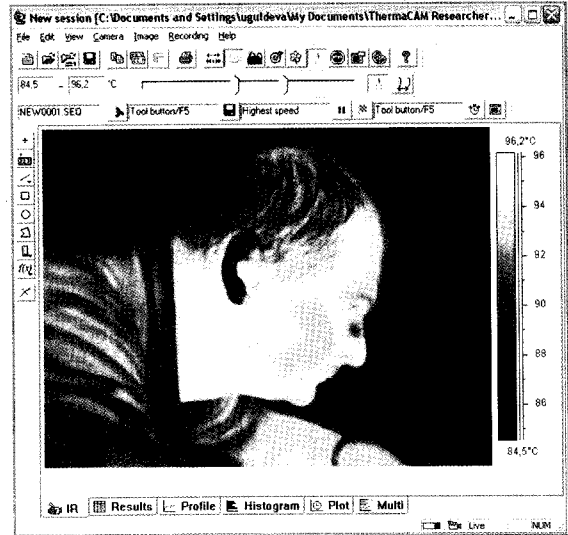 New session [C:\Documents and Settings\uguldeva\My Documents\ThermaCAM Researcher...
File Edit View Camera Image Recording Help
84,5 - 96,2 °C
NEW0001.SEQ Tool button/F5 Highest speed Tool button/F5
96,2°C
96
94
92
90
88
86
84,5°C
f(x)
IR Results Profile Histogram Plot Multi
Live NUM